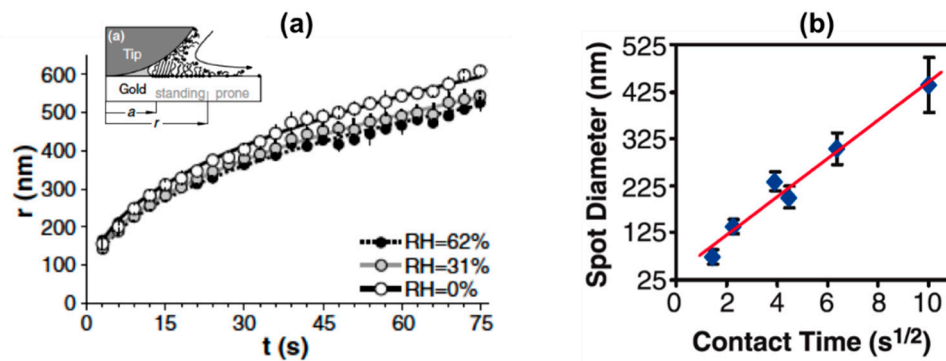 (a)
(a)
Tip
Gold standing prone
a
r
r (nm)
600
500
400
300
200
100
0
RH=62%
RH=31%
RH=0%
0 15 30 45 60 75
t (s)
(b)
Spot Diameter (nm)
525
425
325
225
125
25
0 2 4 6 8 10
Contact Time (s^1/2)